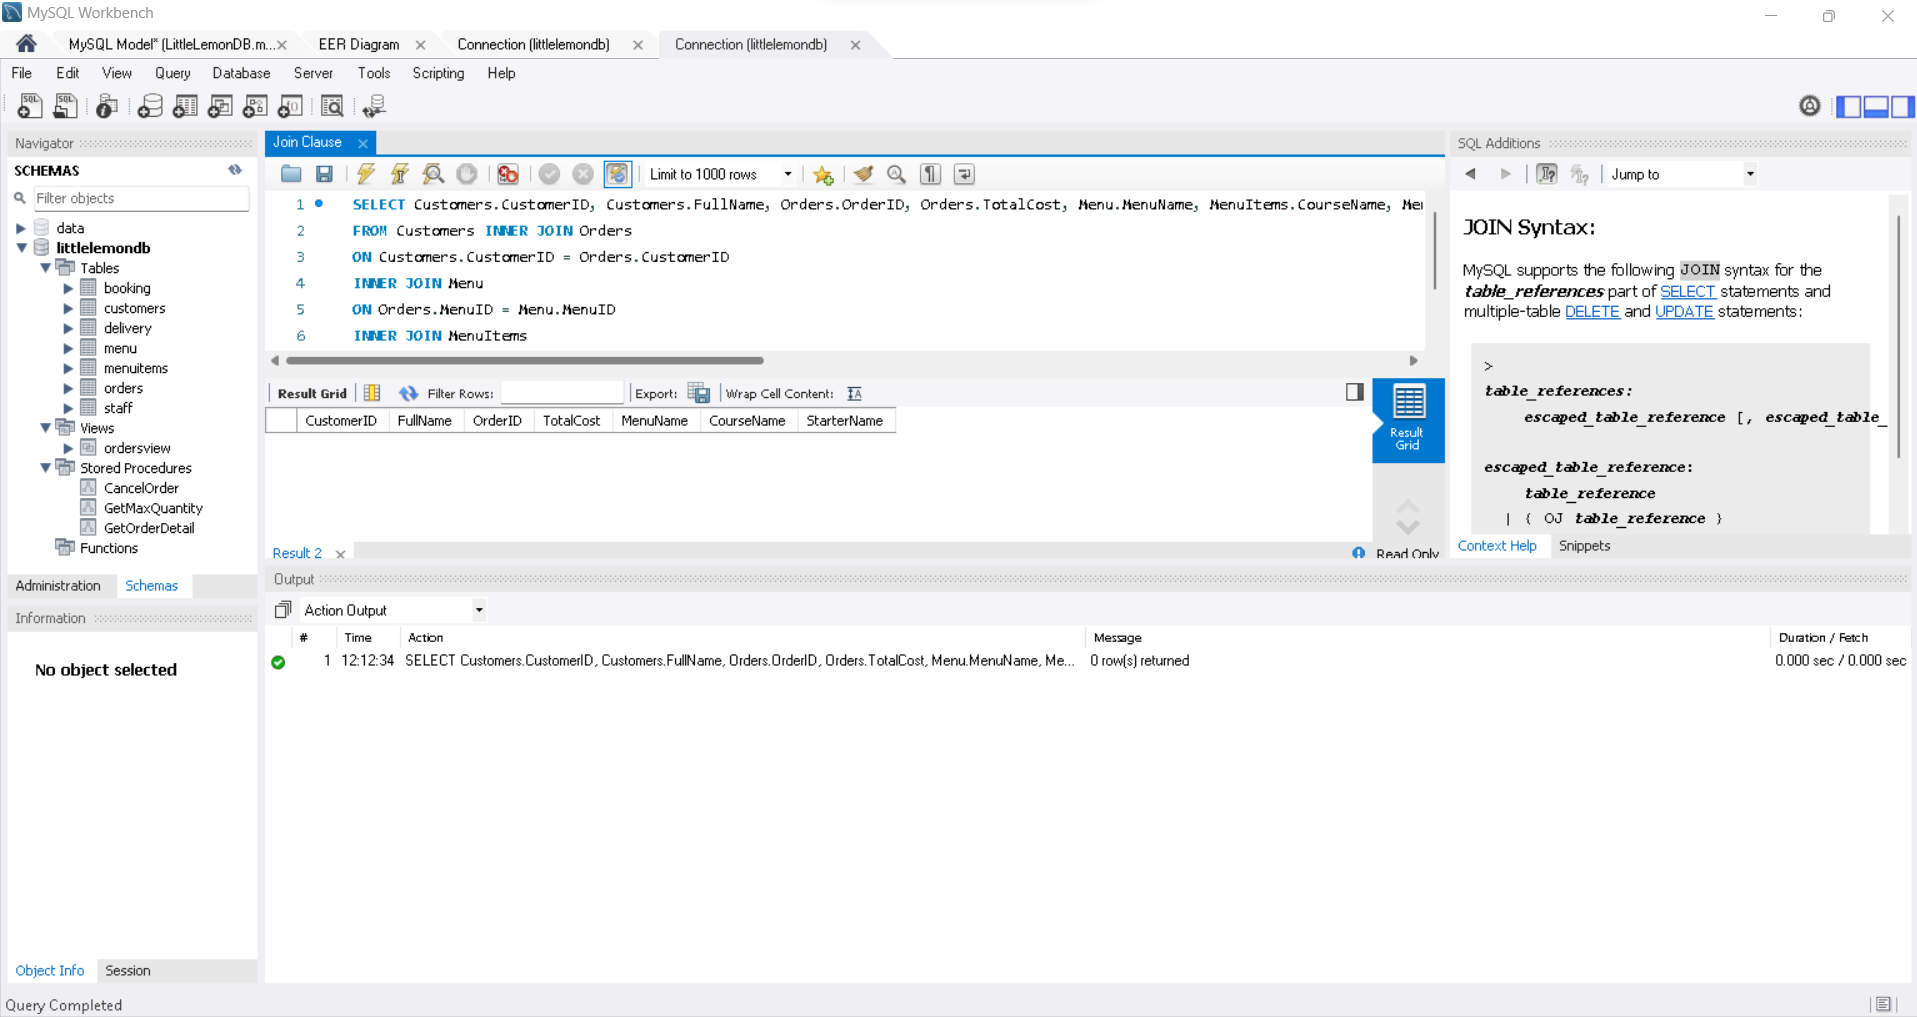 MySQL Workbench
MySQL Model* (LittleLemonDB.m...
EER Diagram
Connection (littlelemondb)
Connection (littlelemondb)
File Edit View Query Database Server Tools Scripting Help
Navigator
SCHEMAS
Filter objects
data
littlelemondb
Tables
booking
customers
delivery
menu
menuitems
orders
staff
Views
ordersview
Stored Procedures
CancelOrder
GetMaxQuantity
GetOrderDetail
Functions
Administration Schemas
Information
No object selected
Object Info Session
Query Completed
Join Clause
Limit to 1000 rows
1 SELECT Customers.CustomerID, Customers.FullName, Orders.OrderID, Orders.TotalCost, Menu.MenuName, MenuItems.CourseName, Me
2 FROM Customers INNER JOIN Orders
3 ON Customers.CustomerID = Orders.CustomerID
4 INNER JOIN Menu
5 ON Orders.MenuID = Menu.MenuID
6 INNER JOIN MenuItems
Result Grid Filter Rows: Export: Wrap Cell Content:
CustomerID FullName OrderID TotalCost MenuName CourseName StarterName
Result
Grid
Result 2
Read Only
SQL Additions
Jump to
JOIN Syntax:
MySQL supports the following JOIN syntax for the
table_references part of SELECT statements and
multiple-table DELETE and UPDATE statements:
>
table_references:
escaped_table_reference [, escaped_table_
escaped_table_reference:
table_reference
| { OJ table_reference }
Context Help Snippets
Output
Action Output
# Time Action Message Duration / Fetch
1 12:12:34 SELECT Customers.CustomerID, Customers.FullName, Orders.OrderID, Orders.TotalCost, Menu.MenuName, Me... 0 row(s) returned 0.000 sec / 0.000 sec